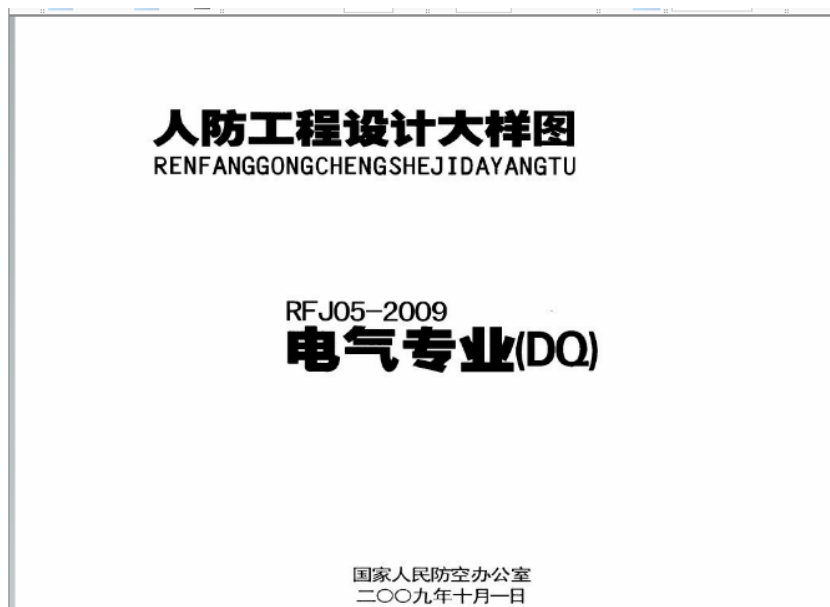 人防工程设计大样图
RENFANGGONGCHENGSHEJIDAYANGTU
RFJ05-2009
电气专业(DQ)
国家人民防空办公室
二〇〇九年十月一日